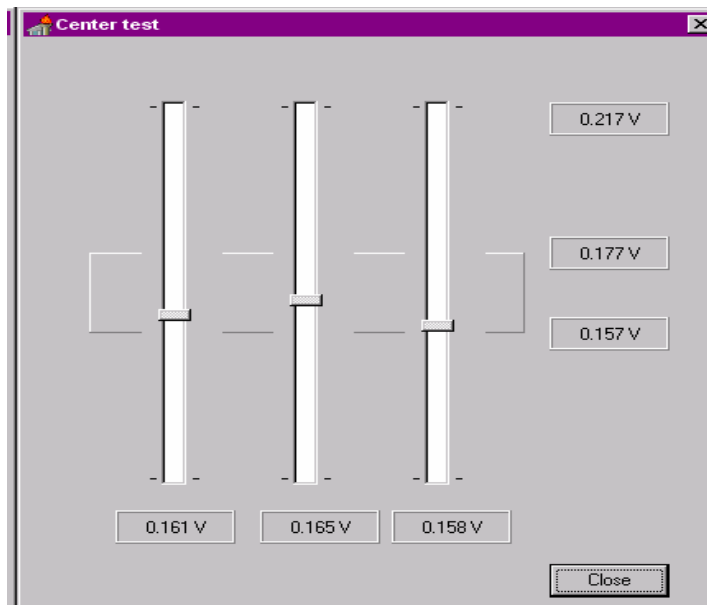 Center test
0.217 V
0.177 V
0.157 V
0.161 V
0.165 V
0.158 V
Close